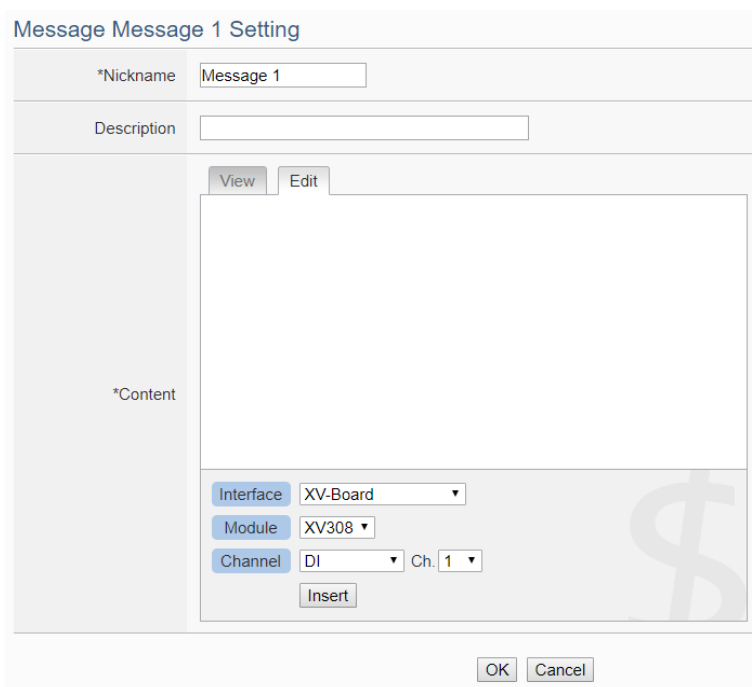 Message Message 1 Setting
*Nickname Message 1
Description
View Edit
*Content
Interface XV-Board
Module XV308
Channel DI Ch. 1
Insert
$
OK Cancel